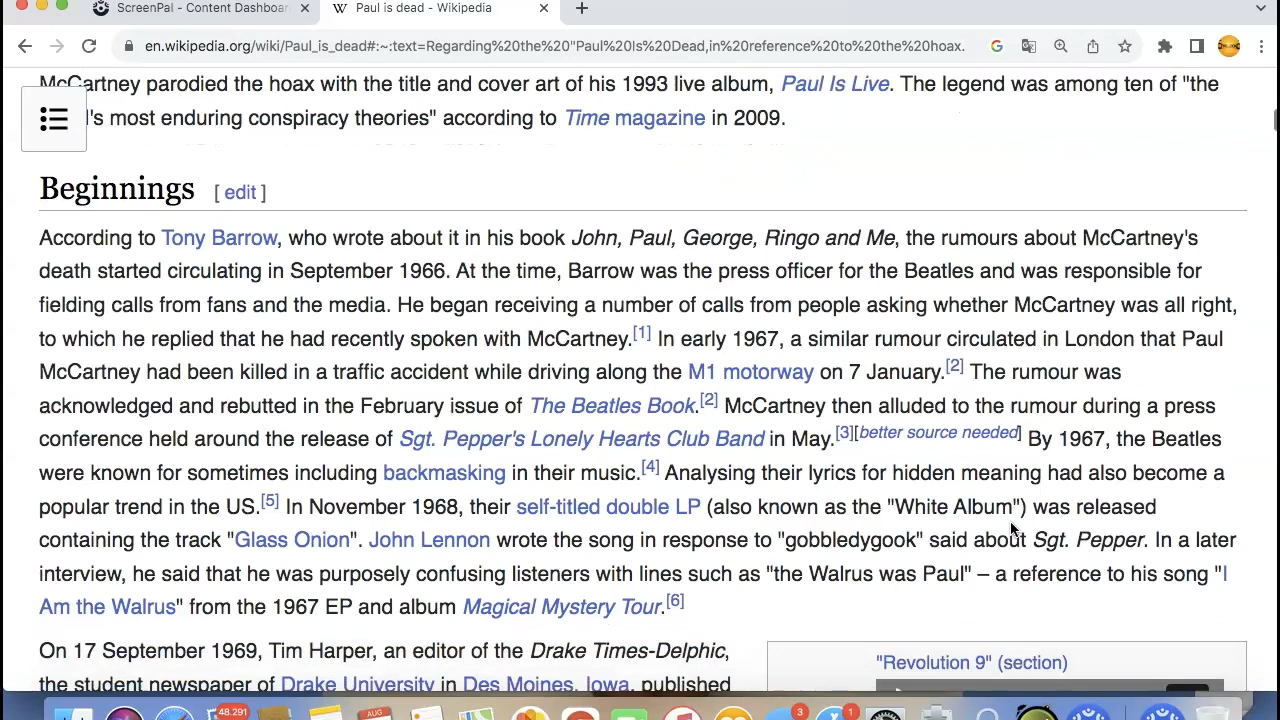 ScreenPal - Content Dashboar
Paul is dead - Wikipedia
en.wikipedia.org/wiki/Paul_is_dead#:~:text=Regarding%20the%20"Paul%20Is%20Dead,in%20reference%20to%20the%20hoax.
McCartney parodied the hoax with the title and cover art of his 1993 live album, Paul Is Live. The legend was among ten of "the
's most enduring conspiracy theories" according to Time magazine in 2009.
Beginnings [ edit ]
According to Tony Barrow, who wrote about it in his book John, Paul, George, Ringo and Me, the rumours about McCartney's
death started circulating in September 1966. At the time, Barrow was the press officer for the Beatles and was responsible for
fielding calls from fans and the media. He began receiving a number of calls from people asking whether McCartney was all right,
to which he replied that he had recently spoken with McCartney.[1] In early 1967, a similar rumour circulated in London that Paul
McCartney had been killed in a traffic accident while driving along the M1 motorway on 7 January.[2] The rumour was
acknowledged and rebutted in the February issue of The Beatles Book.[2] McCartney then alluded to the rumour during a press
conference held around the release of Sgt. Pepper's Lonely Hearts Club Band in May.[3][better source needed] By 1967, the Beatles
were known for sometimes including backmasking in their music.[4] Analysing their lyrics for hidden meaning had also become a
popular trend in the US.[5] In November 1968, their self-titled double LP (also known as the "White Album") was released
containing the track "Glass Onion". John Lennon wrote the song in response to "gobbledygook" said about Sgt. Pepper. In a later
interview, he said that he was purposely confusing listeners with lines such as "the Walrus was Paul" – a reference to his song "I
Am the Walrus" from the 1967 EP and album Magical Mystery Tour.[6]
On 17 September 1969, Tim Harper, an editor of the Drake Times-Delphic,
the student newspaper of Drake University in Des Moines, Iowa, published
"Revolution 9" (section)
48.291
AUG
3
1